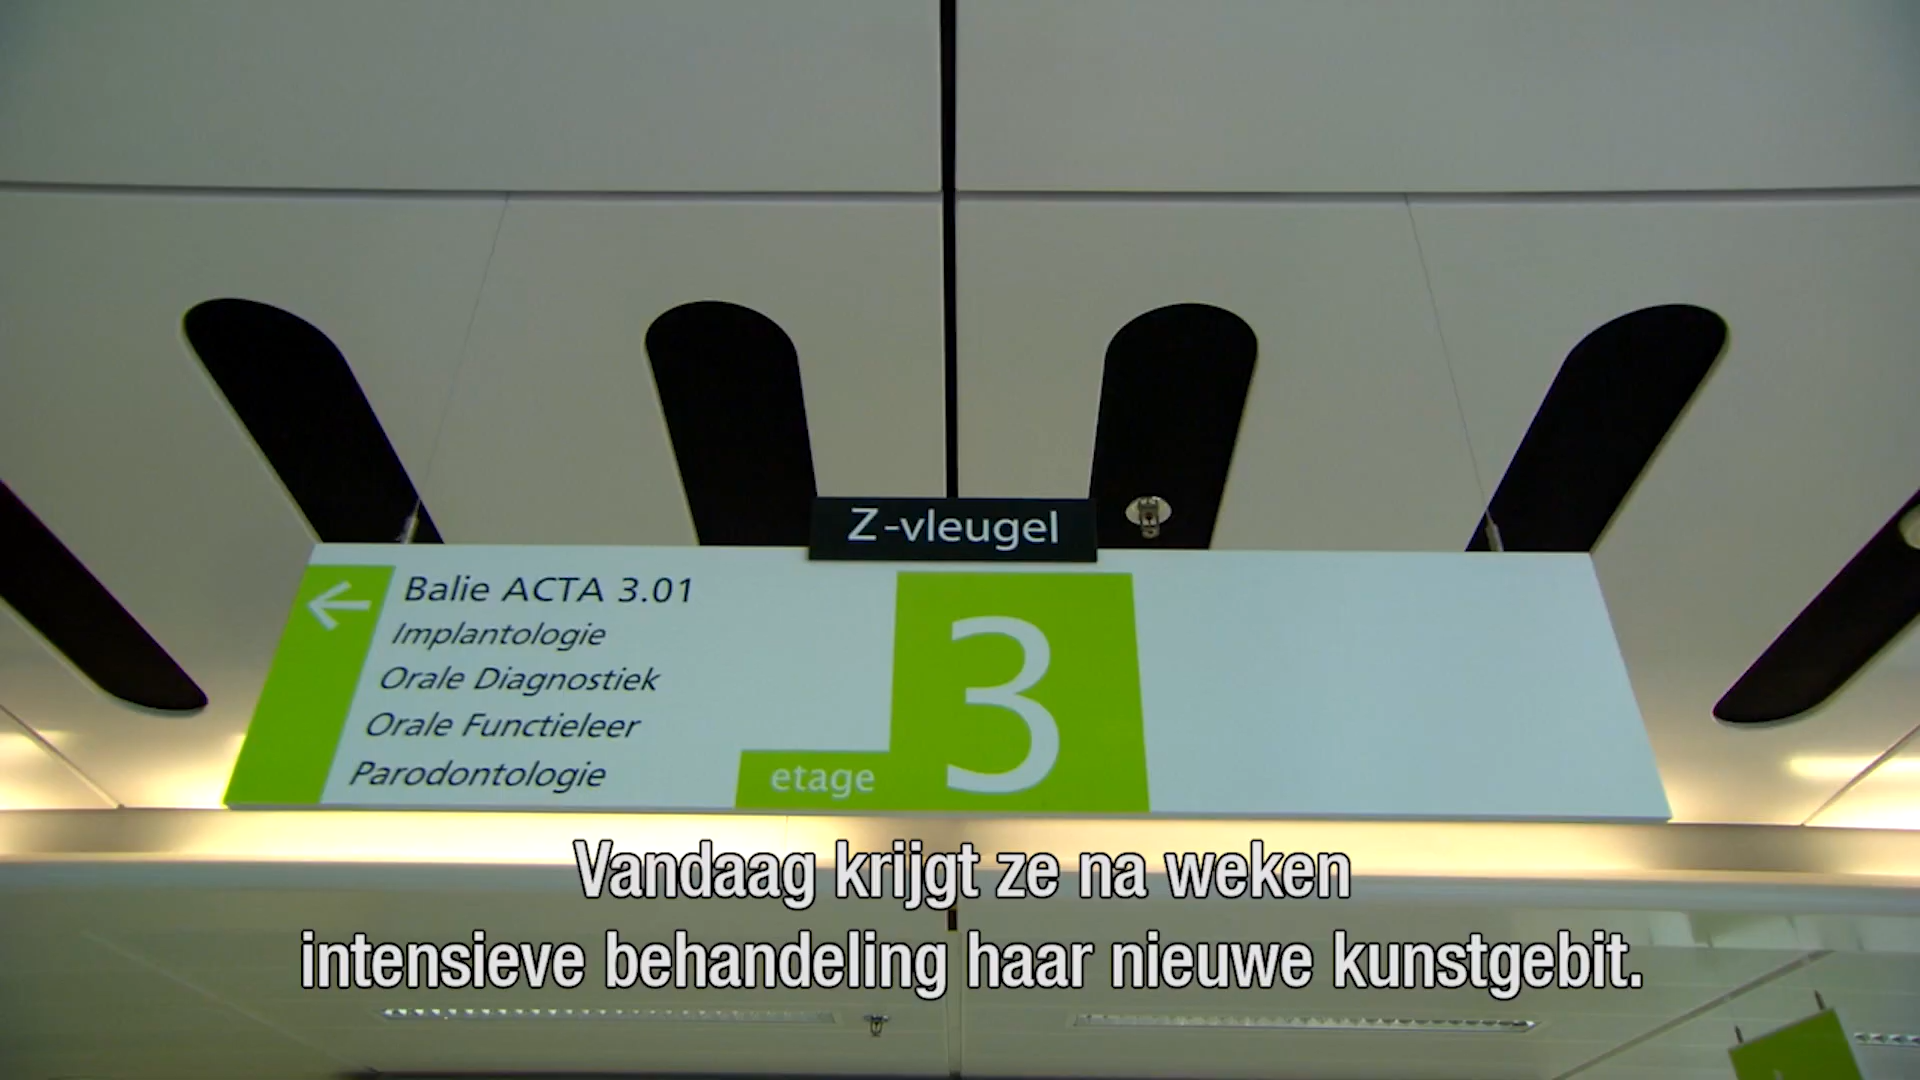 Z-vleugel
Balie ACTA 3.01
Implantologie
Orale Diagnostiek
Orale Functieleer
Parodontologie
etage
3
Vandaag krijgt ze na weken
intensieve behandeling haar nieuwe kunstgebit.